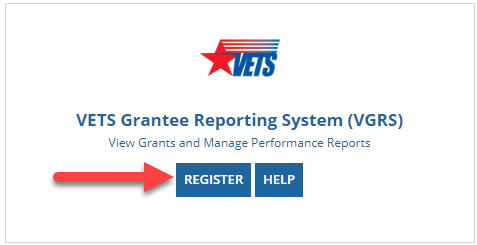 VETS
VETS Grantee Reporting System (VGRS)
View Grants and Manage Performance Reports
REGISTER HELP